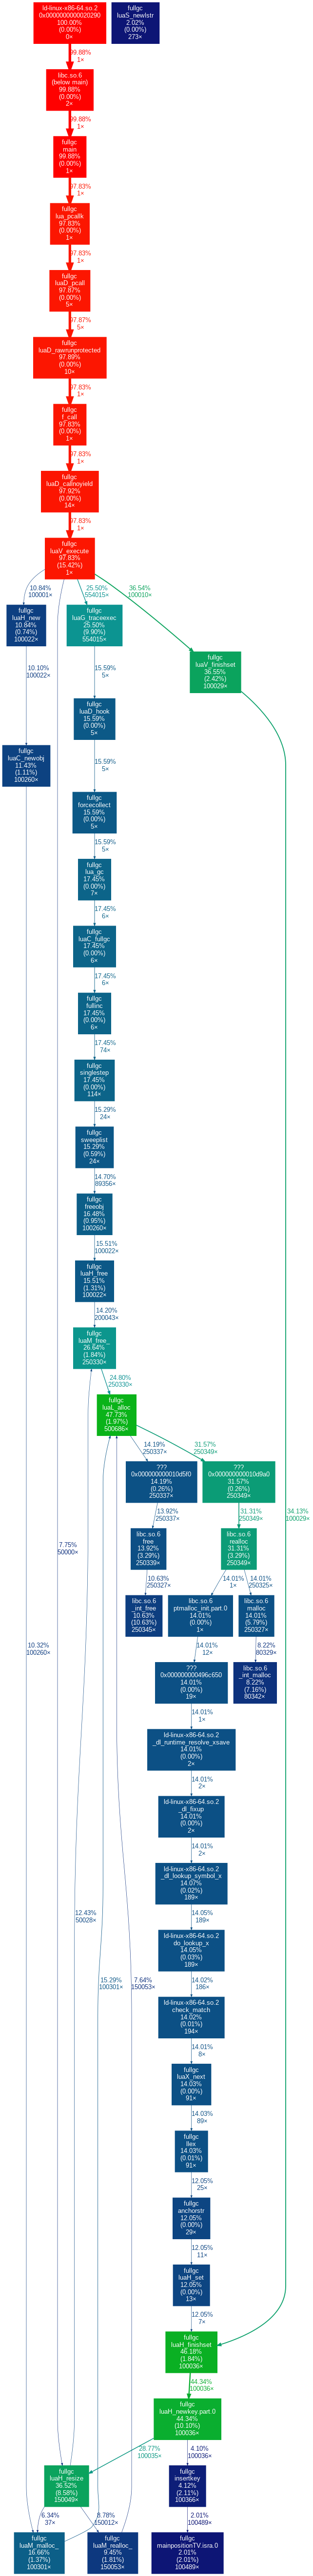 ld-linux-x86-64.so.2
0x0000000000020290
100.00%
(0.00%)
0×
fullgc
luaS_newlstr
2.02%
(0.00%)
273×
99.88%
1×
libc.so.6
(below main)
99.88%
(0.00%)
2×
99.88%
1×
fullgc
main
99.88%
(0.00%)
1×
97.83%
1×
fullgc
lua_pcallk
97.83%
(0.00%)
1×
97.83%
1×
fullgc
luaD_pcall
97.87%
(0.00%)
5×
97.87%
5×
fullgc
luaD_rawrunprotected
97.89%
(0.00%)
10×
97.83%
1×
fullgc
f_call
97.83%
(0.00%)
1×
97.83%
1×
fullgc
luaD_callnoyield
97.92%
(0.00%)
14×
97.83%
1×
fullgc
luaV_execute
97.83%
(15.42%)
1×
10.84%
100001×
25.50%
554015×
36.54%
100010×
fullgc
luaH_new
10.84%
(0.74%)
100022×
fullgc
luaG_traceexec
25.50%
(9.90%)
554015×
fullgc
luaV_finishset
36.55%
(2.42%)
100029×
10.10%
100022×
15.59%
5×
fullgc
luaD_hook
15.59%
(0.00%)
5×
fullgc
luaC_newobj
11.43%
(1.11%)
100260×
15.59%
5×
fullgc
forcecollect
15.59%
(0.00%)
5×
15.59%
5×
fullgc
lua_gc
17.45%
(0.00%)
7×
17.45%
6×
fullgc
luaC_fullgc
17.45%
(0.00%)
6×
17.45%
6×
fullgc
fullinc
17.45%
(0.00%)
6×
17.45%
74×
fullgc
singlestep
17.45%
(0.00%)
114×
15.29%
24×
fullgc
sweeplist
15.29%
(0.59%)
24×
14.70%
89356×
fullgc
freeobj
16.48%
(0.95%)
100260×
15.51%
100022×
fullgc
luaH_free
15.51%
(1.31%)
100022×
14.20%
200043×
fullgc
luaM_free_
26.64%
(1.84%)
250330×
24.80%
250330×
fullgc
luaL_alloc
47.73%
(1.97%)
500686×
14.19%
250337×
31.57%
250349×
???
0x000000000010d5f0
14.19%
(0.26%)
250337×
???
0x000000000010d9a0
31.57%
(0.26%)
250349×
34.13%
100029×
13.92%
250337×
31.31%
250349×
7.75%
50000×
libc.so.6
free
13.92%
(3.29%)
250339×
libc.so.6
realloc
31.31%
(3.29%)
250349×
10.63%
250327×
14.01%
1×
14.01%
250325×
libc.so.6
_int_free
10.63%
(10.63%)
250345×
libc.so.6
ptmalloc_init.part.0
14.01%
(0.00%)
1×
libc.so.6
malloc
14.01%
(5.79%)
250327×
10.32%
100260×
14.01%
12×
8.22%
80329×
???
0x000000000496c650
14.01%
(0.00%)
19×
libc.so.6
_int_malloc
8.22%
(7.16%)
80342×
14.01%
1×
ld-linux-x86-64.so.2
_dl_runtime_resolve_xsave
14.01%
(0.00%)
2×
14.01%
2×
ld-linux-x86-64.so.2
_dl_fixup
14.01%
(0.00%)
2×
14.01%
2×
ld-linux-x86-64.so.2
_dl_lookup_symbol_x
14.07%
(0.02%)
189×
12.43%
50028×
14.05%
189×
15.29%
100301×
7.64%
150053×
ld-linux-x86-64.so.2
do_lookup_x
14.05%
(0.03%)
189×
14.02%
186×
ld-linux-x86-64.so.2
check_match
14.02%
(0.01%)
194×
14.01%
8×
fullgc
luaX_next
14.03%
(0.00%)
91×
14.03%
89×
fullgc
llex
14.03%
(0.01%)
91×
12.05%
25×
fullgc
anchorstr
12.05%
(0.00%)
29×
12.05%
11×
fullgc
luaH_set
12.05%
(0.00%)
13×
12.05%
7×
fullgc
luaH_finishset
46.18%
(1.84%)
100036×
44.34%
100036×
fullgc
luaH_newkey.part.0
44.34%
(10.10%)
100036×
28.77%
100035×
4.10%
100036×
fullgc
luaH_resize
36.52%
(8.58%)
150049×
fullgc
insertkey
4.12%
(2.11%)
100366×
6.34%
37×
8.78%
150012×
2.01%
100489×
fullgc
luaM_malloc_
16.66%
(1.37%)
100301×
fullgc
luaM_realloc_
9.45%
(1.81%)
150053×
fullgc
mainpositionTV.isra.0
2.01%
(2.01%)
100489×